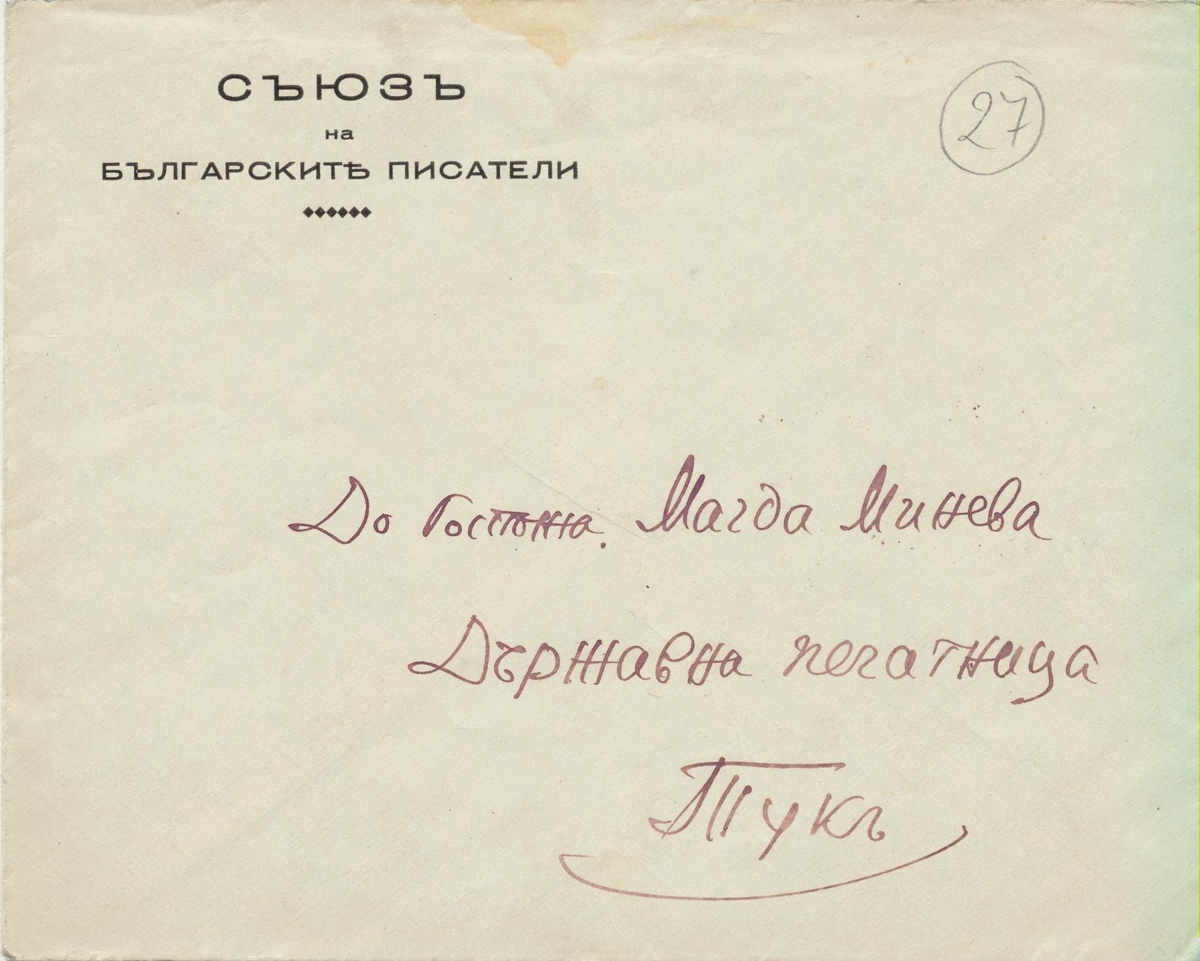 СЪЮЗЪ
на
БЪЛГАРСКИТѢ ПИСАТЕЛИ
27
До Госпожа Магда Минева
Държавна печатница
Тукъ